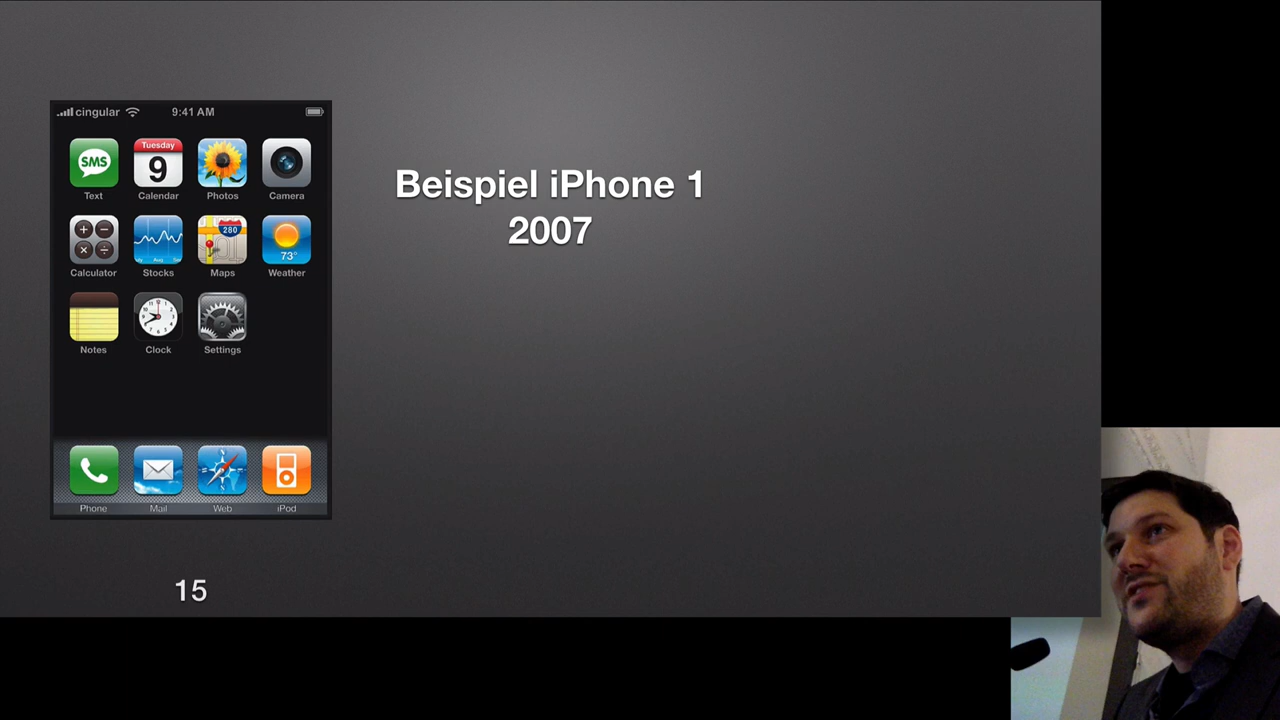 cingular 9:41 AM
SMS Tuesday 9
Text Calendar Photos Camera
280 73°
Calculator Stocks Maps Weather
Notes Clock Settings
Phone Mail Web iPod
15
Beispiel iPhone 1
2007